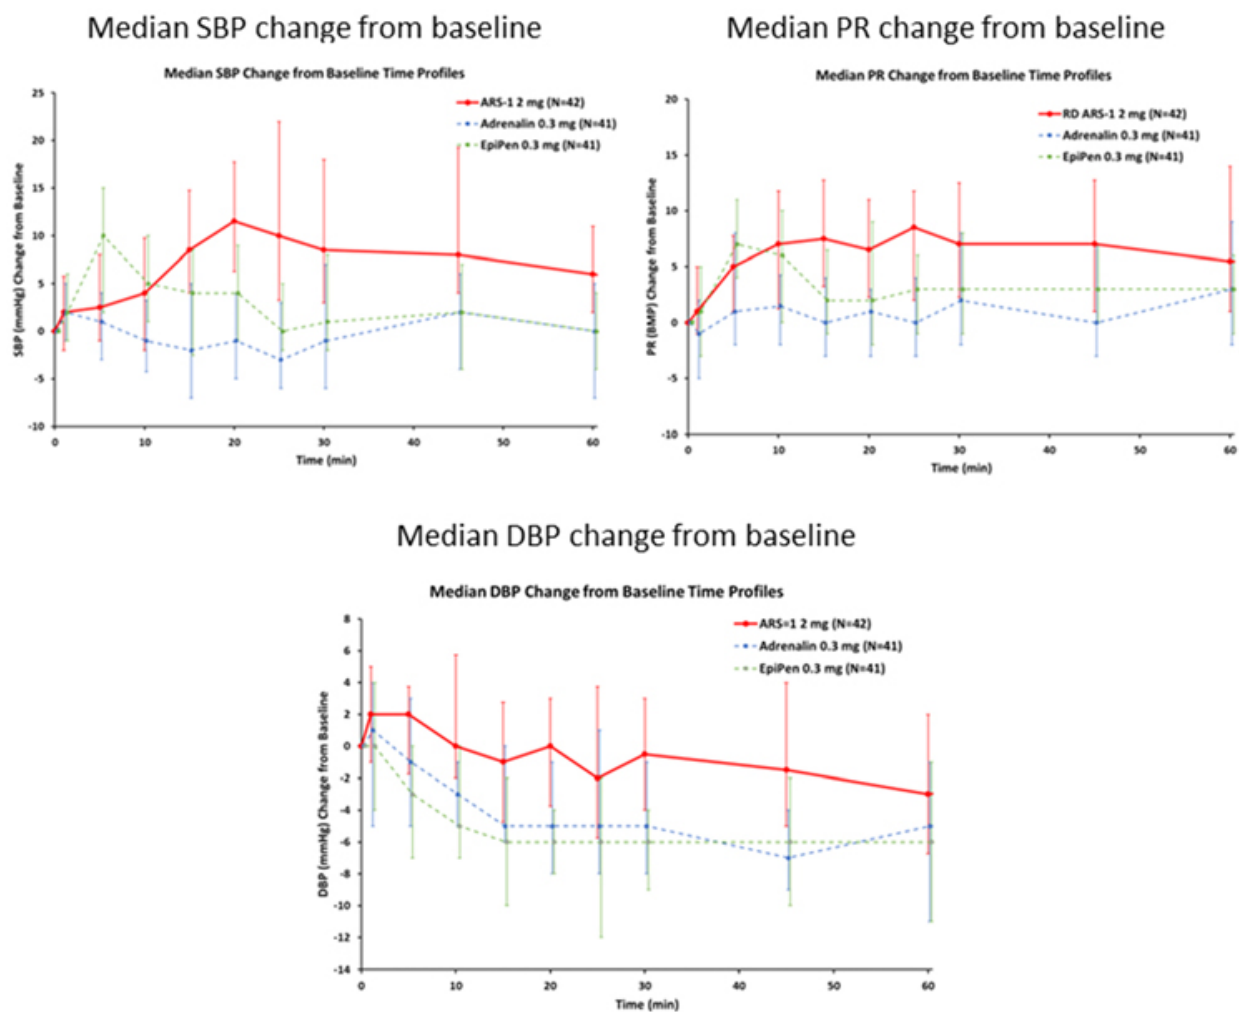 Median SBP change from baseline
Median SBP Change from Baseline Time Profiles
ARS-1 2 mg (N=42)
Adrenalin 0.3 mg (N=41)
EpiPen 0.3 mg (N=41)
SBP (mmHg) Change from Baseline
25
20
15
10
5
0
-5
-10
0 10 20 30 40 50 60
Time (min)
Median PR change from baseline
Median PR Change from Baseline Time Profiles
RD ARS-1 2 mg (N=42)
Adrenalin 0.3 mg (N=41)
EpiPen 0.3 mg (N=41)
PR (BMP) Change from Baseline
20
15
10
5
0
-5
-10
0 10 20 30 40 50 60
Time (min)
Median DBP change from baseline
Median DBP Change from Baseline Time Profiles
ARS=1 2 mg (N=42)
Adrenalin 0.3 mg (N=41)
EpiPen 0.3 mg (N=41)
DBP (mmHg) Change from Baseline
8
6
4
2
0
-2
-4
-6
-8
-10
-12
-14
0 10 20 30 40 50 60
Time (min)